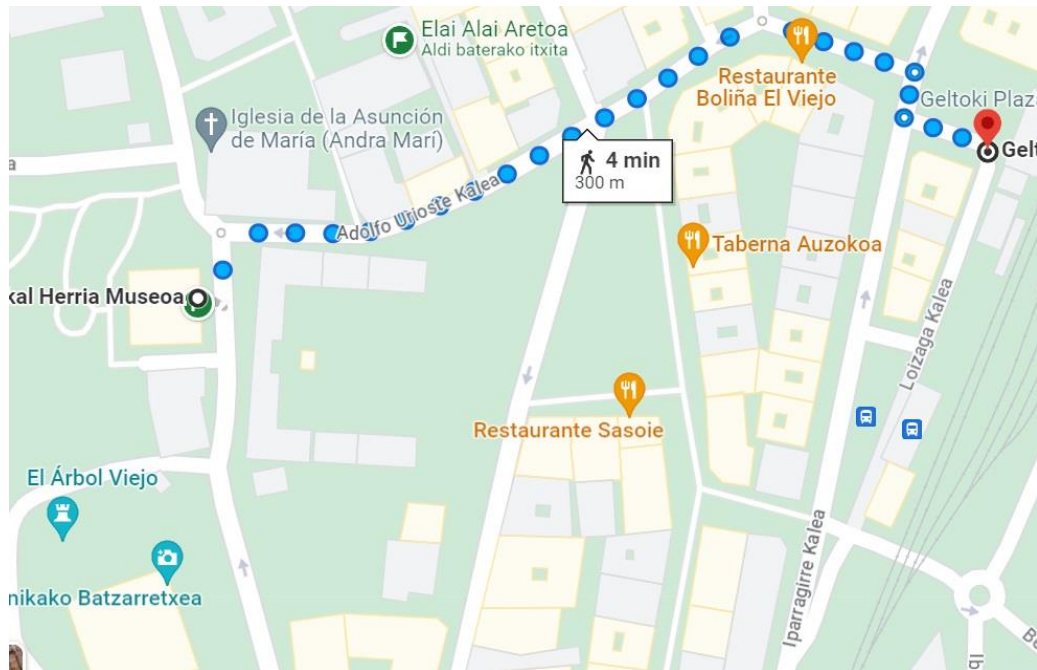 Elai Alai Aretoa
Aldi baterako itxita
Iglesia de la Asunción
de María (Andra Mari)
Restaurante
Boliña El Viejo
Geltoki Plaza
Gelt
4 min
300 m
Adolfo Urioste Kalea
Taberna Auzokoa
kal Herria Museoa
Loizaga Kalea
Restaurante Sasoie
El Árbol Viejo
Iparragirre Kalea
nikako Batzarretxea